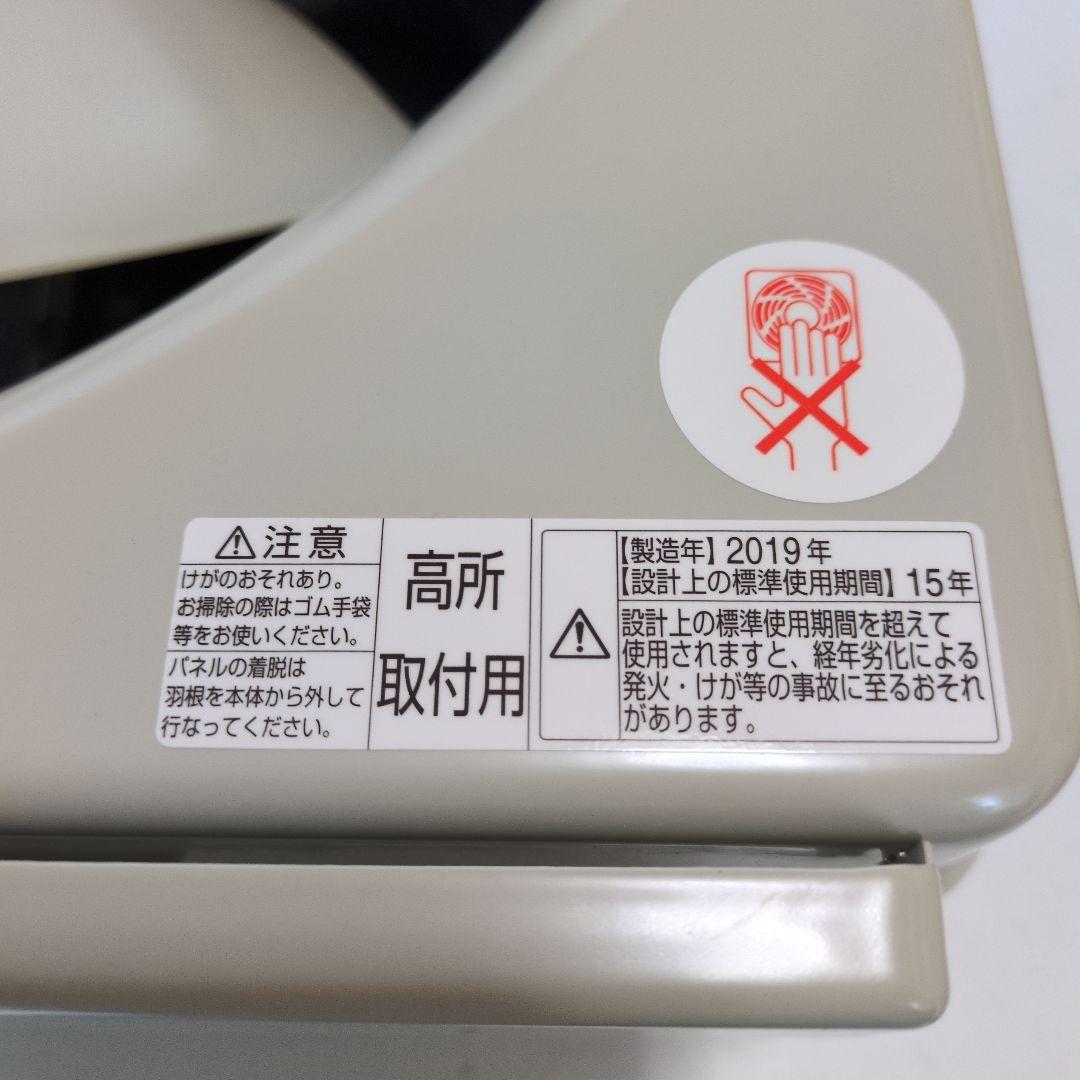 注意
けがのおそれあり。
お掃除の際はゴム手袋
等をお使いください。
パネルの着脱は
羽根を本体から外して
行なってください。
高所
取付用
【製造年】2019年
【設計上の標準使用期間】15年
設計上の標準使用期間を超えて
使用されますと、経年劣化による
発火・けが等の事故に至るおそれ
があります。